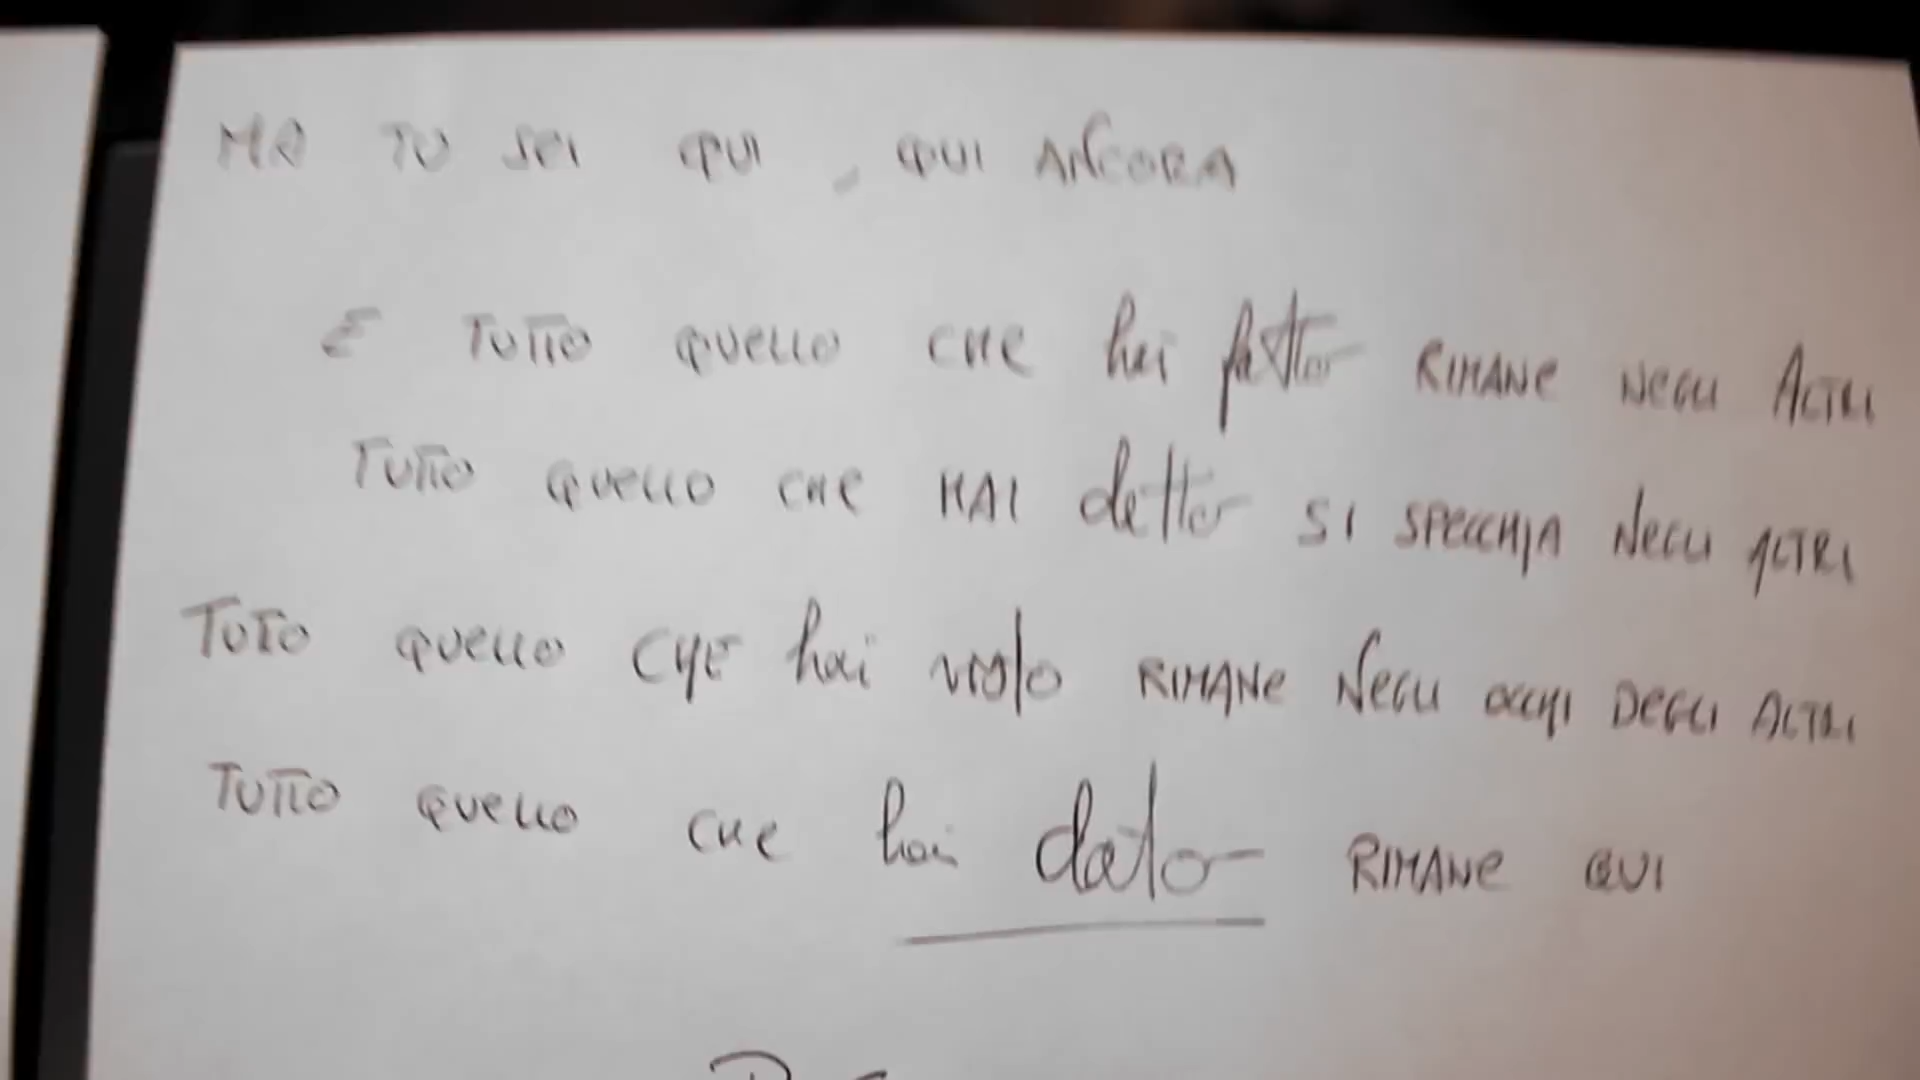 MA TU SEI QUI, QUI ANCORA
E TUTTO QUELLO CHE hai fatto RIMANE NEGLI ALTRI
TUTTO QUELLO CHE HAI detto SI SPECCHIA NEGLI ALTRI
TUTTO QUELLO CHE hai visto RIMANE NEGLI OCCHI DEGLI ALTRI
TUTTO QUELLO CHE hai dato RIMANE QUI